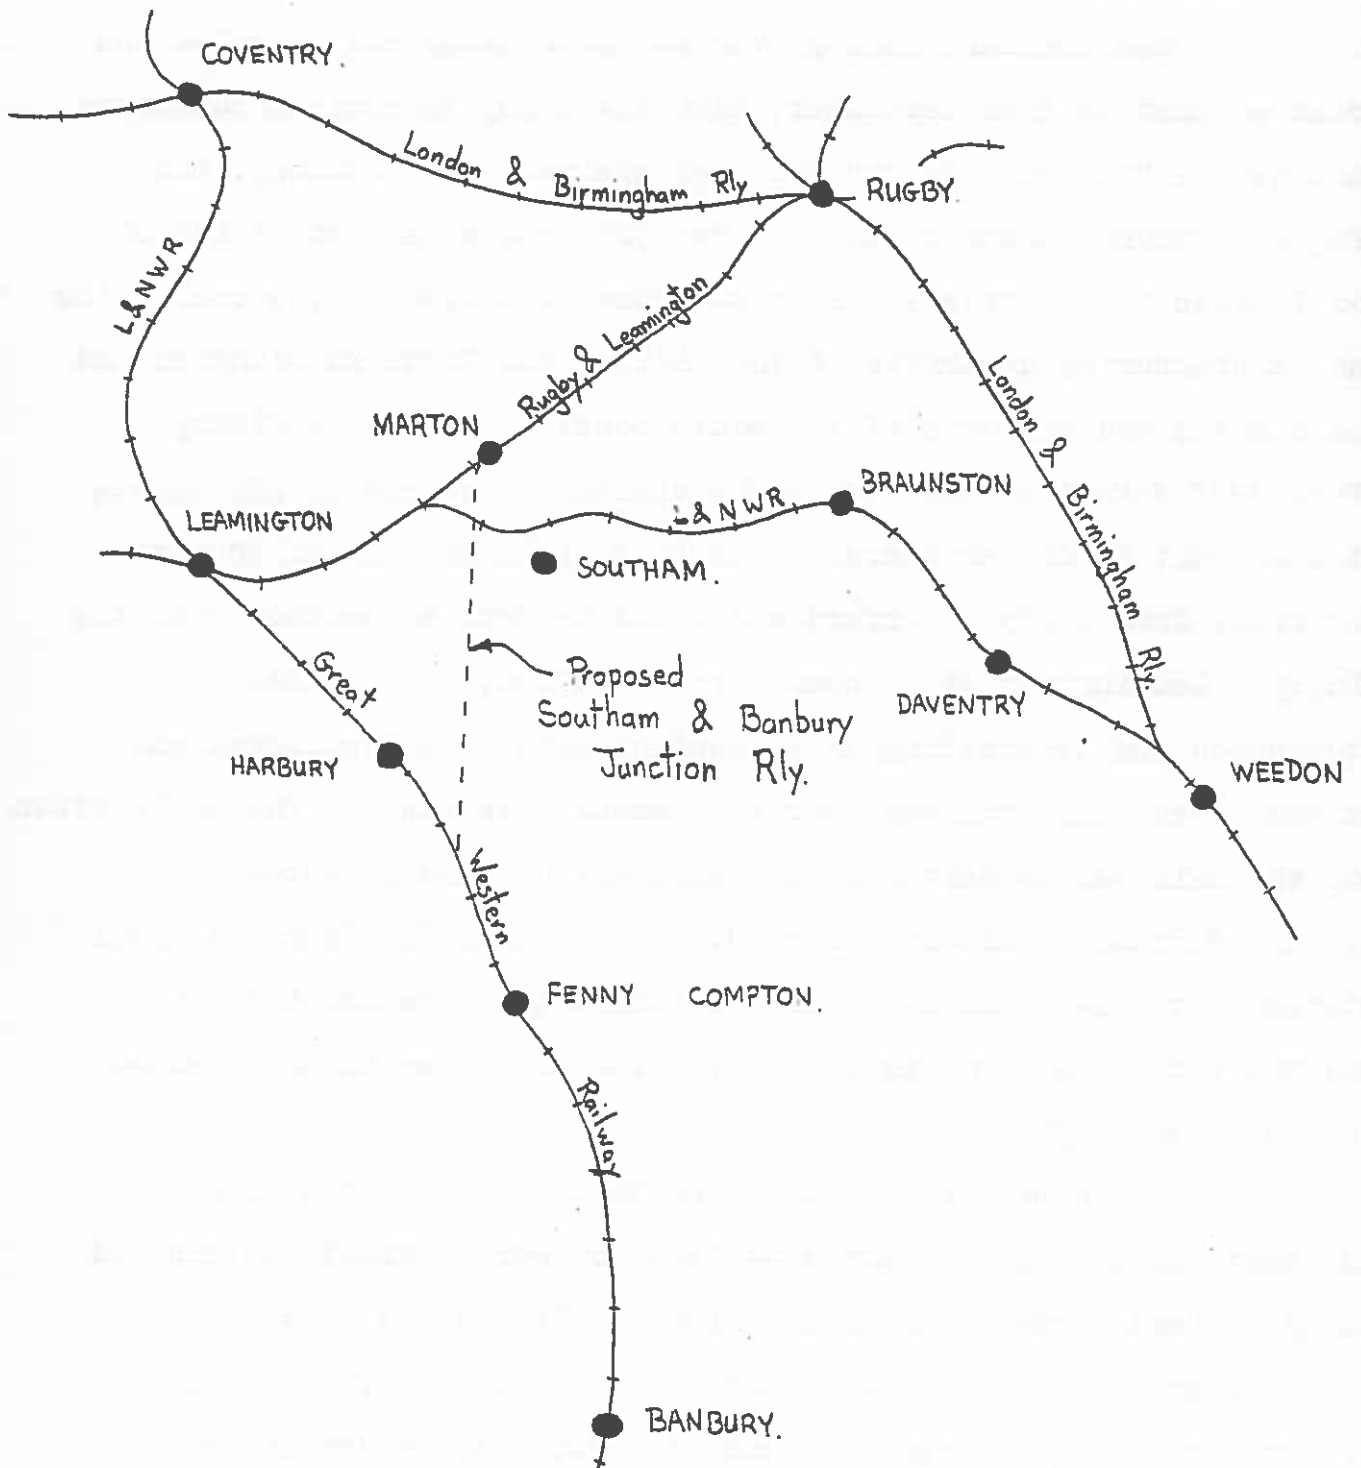 COVENTRY.
London & Birmingham Rly
RUGBY.
L & NWR
Rugby & Leamington
London & Birmingham Rly.
MARTON
BRAUNSTON
L & NWR
LEAMINGTON
SOUTHAM.
Great Western Railway
Proposed
Southam & Banbury
Junction Rly.
DAVENTRY
HARBURY
WEEDON
FENNY COMPTON.
BANBURY.